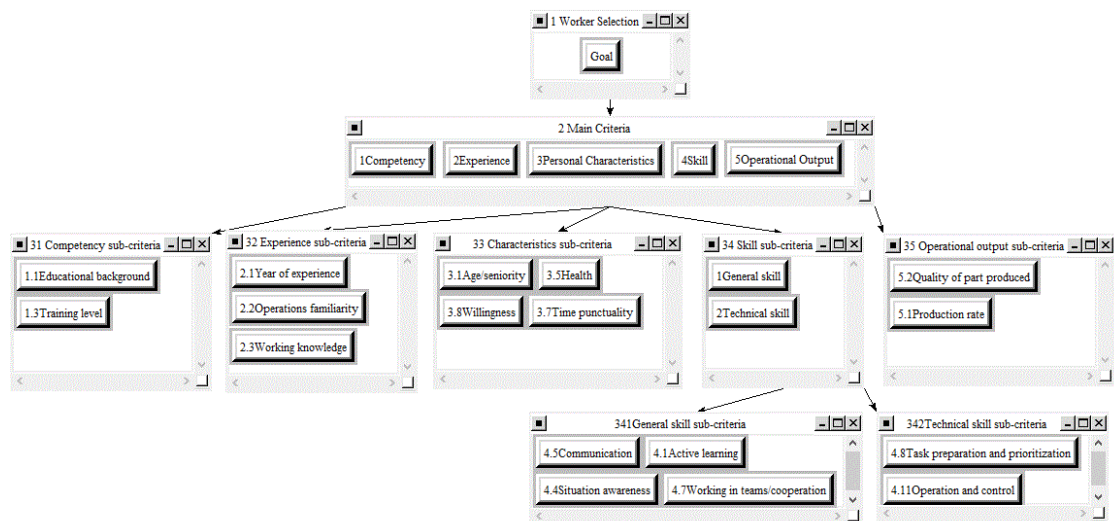 1 Worker Selection
Goal
2 Main Criteria
1Competency 2Experience 3Personal Characteristics 4Skill 5Operational Output
31 Competency sub-criteria
1.1Educational background
1.3Training level
32 Experience sub-criteria
2.1Year of experience
2.2Operations familiarity
2.3Working knowledge
33 Characteristics sub-criteria
3.1Age/seniority 3.5Health
3.8Willingness 3.7Time punctuality
34 Skill sub-criteria
1General skill
2Technical skill
35 Operational output sub-criteria
5.2Quality of part produced
5.1Production rate
341General skill sub-criteria
4.5Communication 4.1Active learning
4.4Situation awareness 4.7Working in teams/cooperation
342Technical skill sub-criteria
4.8Task preparation and prioritization
4.11Operation and control